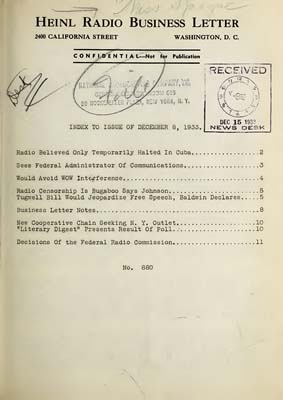 HEINL RADIO BUSINESS LETTER
2400 CALIFORNIA STREET WASHINGTON, D. C.
CONFIDENTIAL—Not for Publication
RECEIVED
DEC 15 1933
NEWS DESK
NEW YORK, N. Y.
INDEX TO ISSUE OF DECEMBER 8, 1933.
Radio Believed Only Temporarily Halted In Cuba..............2
Sees Federal Administrator Of Communications................3
Would Avoid WOW Interference................................4
Radio Censorship Is Bugaboo Says Johnson....................5
Tugwell Bill Would Jeopardize Free Speech, Baldwin Declares....5
Business Letter Notes.......................................8
New Cooperative Chain Seeking N. Y. Outlet..................10
"Literary Digest" Presents Result Of Poll...................10
Decisions Of the Federal Radio Commission...................11
No. 680